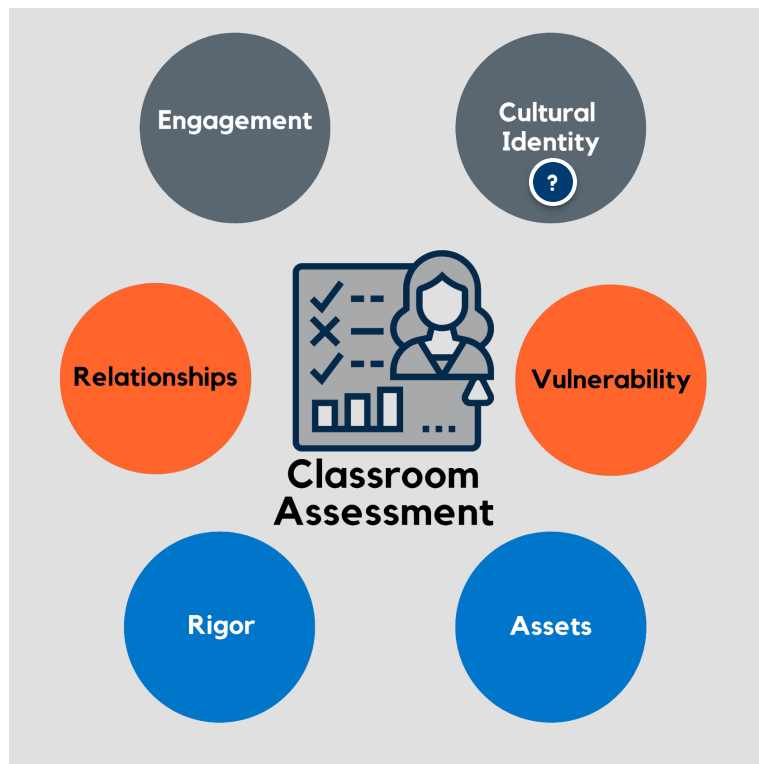 Engagement
Cultural
Identity
?
Relationships
Vulnerability
Classroom
Assessment
Rigor
Assets